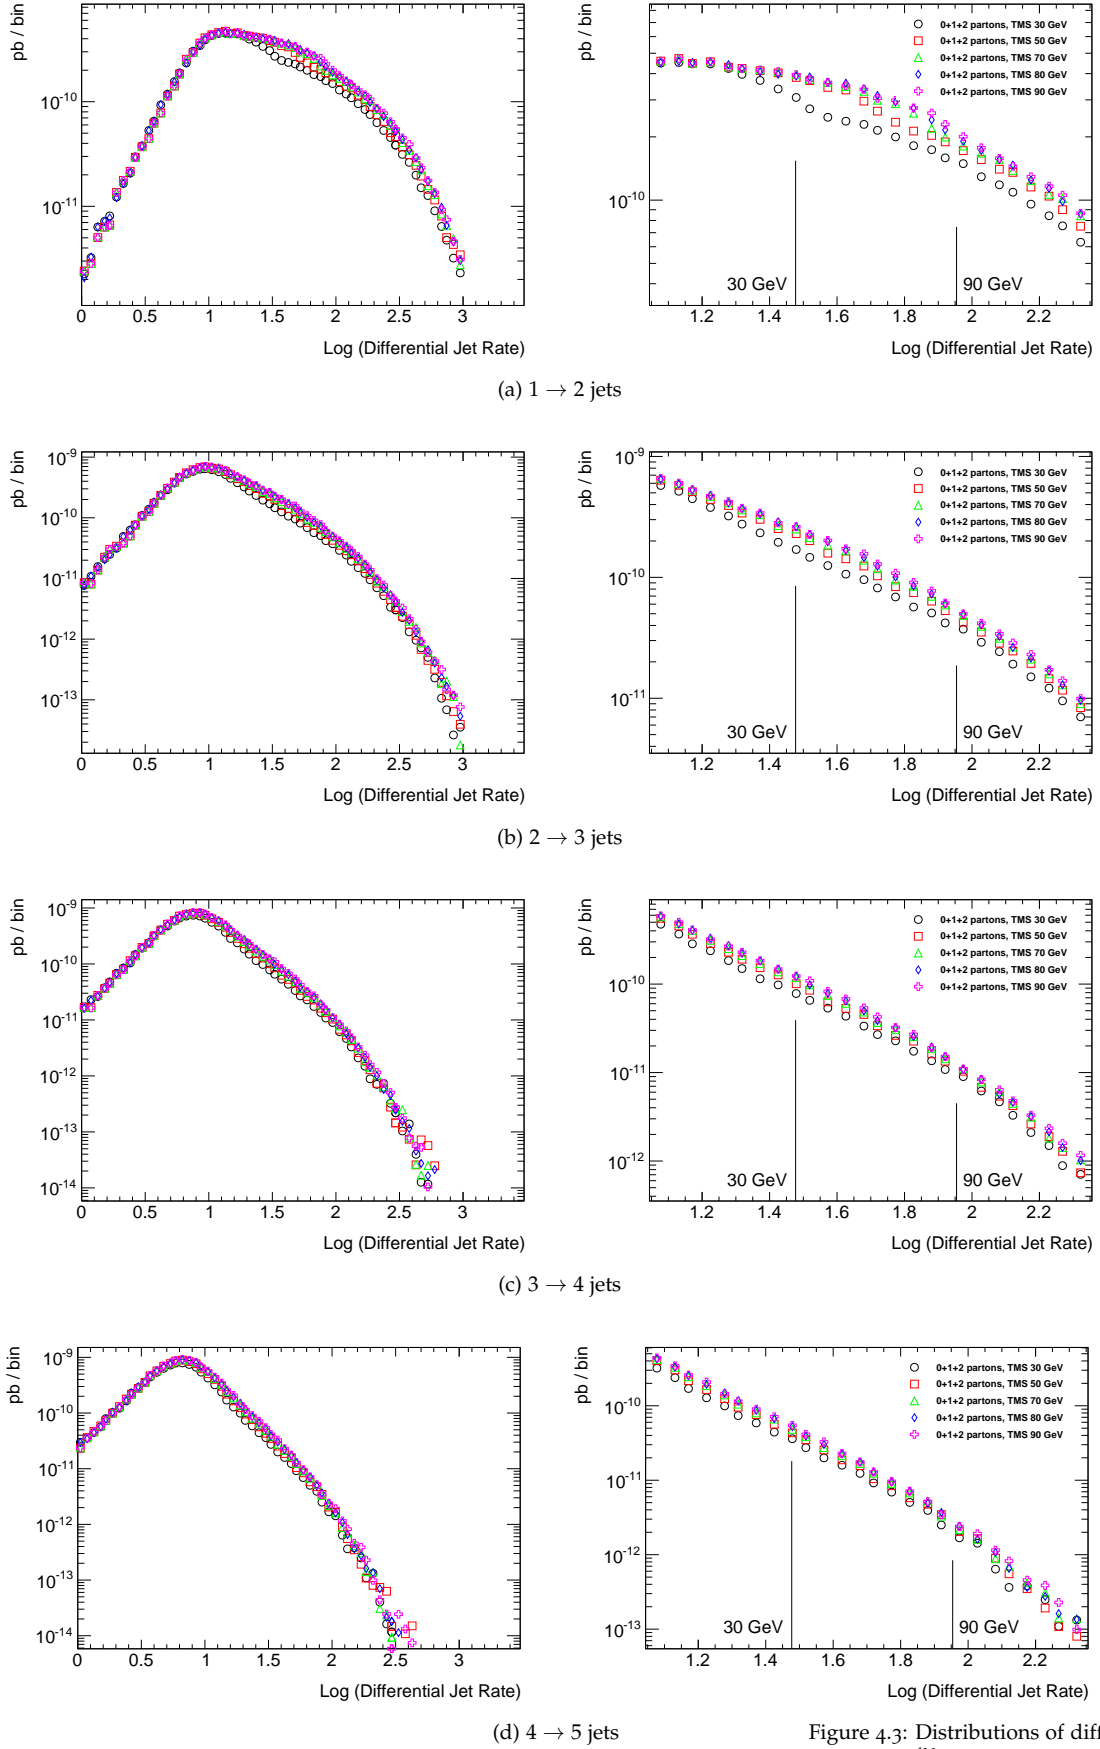 pb / bin
10⁻¹⁰
10⁻¹¹
0 0.5 1 1.5 2 2.5 3
Log (Differential Jet Rate)
pb / bin
0+1+2 partons, TMS 30 GeV
0+1+2 partons, TMS 50 GeV
0+1+2 partons, TMS 70 GeV
0+1+2 partons, TMS 80 GeV
0+1+2 partons, TMS 90 GeV
10⁻¹⁰
30 GeV
90 GeV
1.2 1.4 1.6 1.8 2 2.2
Log (Differential Jet Rate)
(a) 1 → 2 jets
pb / bin
10⁻⁹
10⁻¹⁰
10⁻¹¹
10⁻¹²
10⁻¹³
0 0.5 1 1.5 2 2.5 3
Log (Differential Jet Rate)
pb / bin
10⁻⁹
0+1+2 partons, TMS 30 GeV
0+1+2 partons, TMS 50 GeV
0+1+2 partons, TMS 70 GeV
0+1+2 partons, TMS 80 GeV
0+1+2 partons, TMS 90 GeV
10⁻¹⁰
10⁻¹¹
30 GeV
90 GeV
1.2 1.4 1.6 1.8 2 2.2
Log (Differential Jet Rate)
(b) 2 → 3 jets
pb / bin
10⁻⁹
10⁻¹⁰
10⁻¹¹
10⁻¹²
10⁻¹³
10⁻¹⁴
0 0.5 1 1.5 2 2.5 3
Log (Differential Jet Rate)
pb / bin
0+1+2 partons, TMS 30 GeV
0+1+2 partons, TMS 50 GeV
0+1+2 partons, TMS 70 GeV
0+1+2 partons, TMS 80 GeV
0+1+2 partons, TMS 90 GeV
10⁻¹⁰
10⁻¹¹
10⁻¹²
30 GeV
90 GeV
1.2 1.4 1.6 1.8 2 2.2
Log (Differential Jet Rate)
(c) 3 → 4 jets
pb / bin
10⁻⁹
10⁻¹⁰
10⁻¹¹
10⁻¹²
10⁻¹³
10⁻¹⁴
0 0.5 1 1.5 2 2.5 3
Log (Differential Jet Rate)
pb / bin
0+1+2 partons, TMS 30 GeV
0+1+2 partons, TMS 50 GeV
0+1+2 partons, TMS 70 GeV
0+1+2 partons, TMS 80 GeV
0+1+2 partons, TMS 90 GeV
10⁻¹⁰
10⁻¹¹
10⁻¹²
10⁻¹³
30 GeV
90 GeV
1.2 1.4 1.6 1.8 2 2.2
Log (Differential Jet Rate)
(d) 4 → 5 jets
Figure 4.3: Distributions of diff